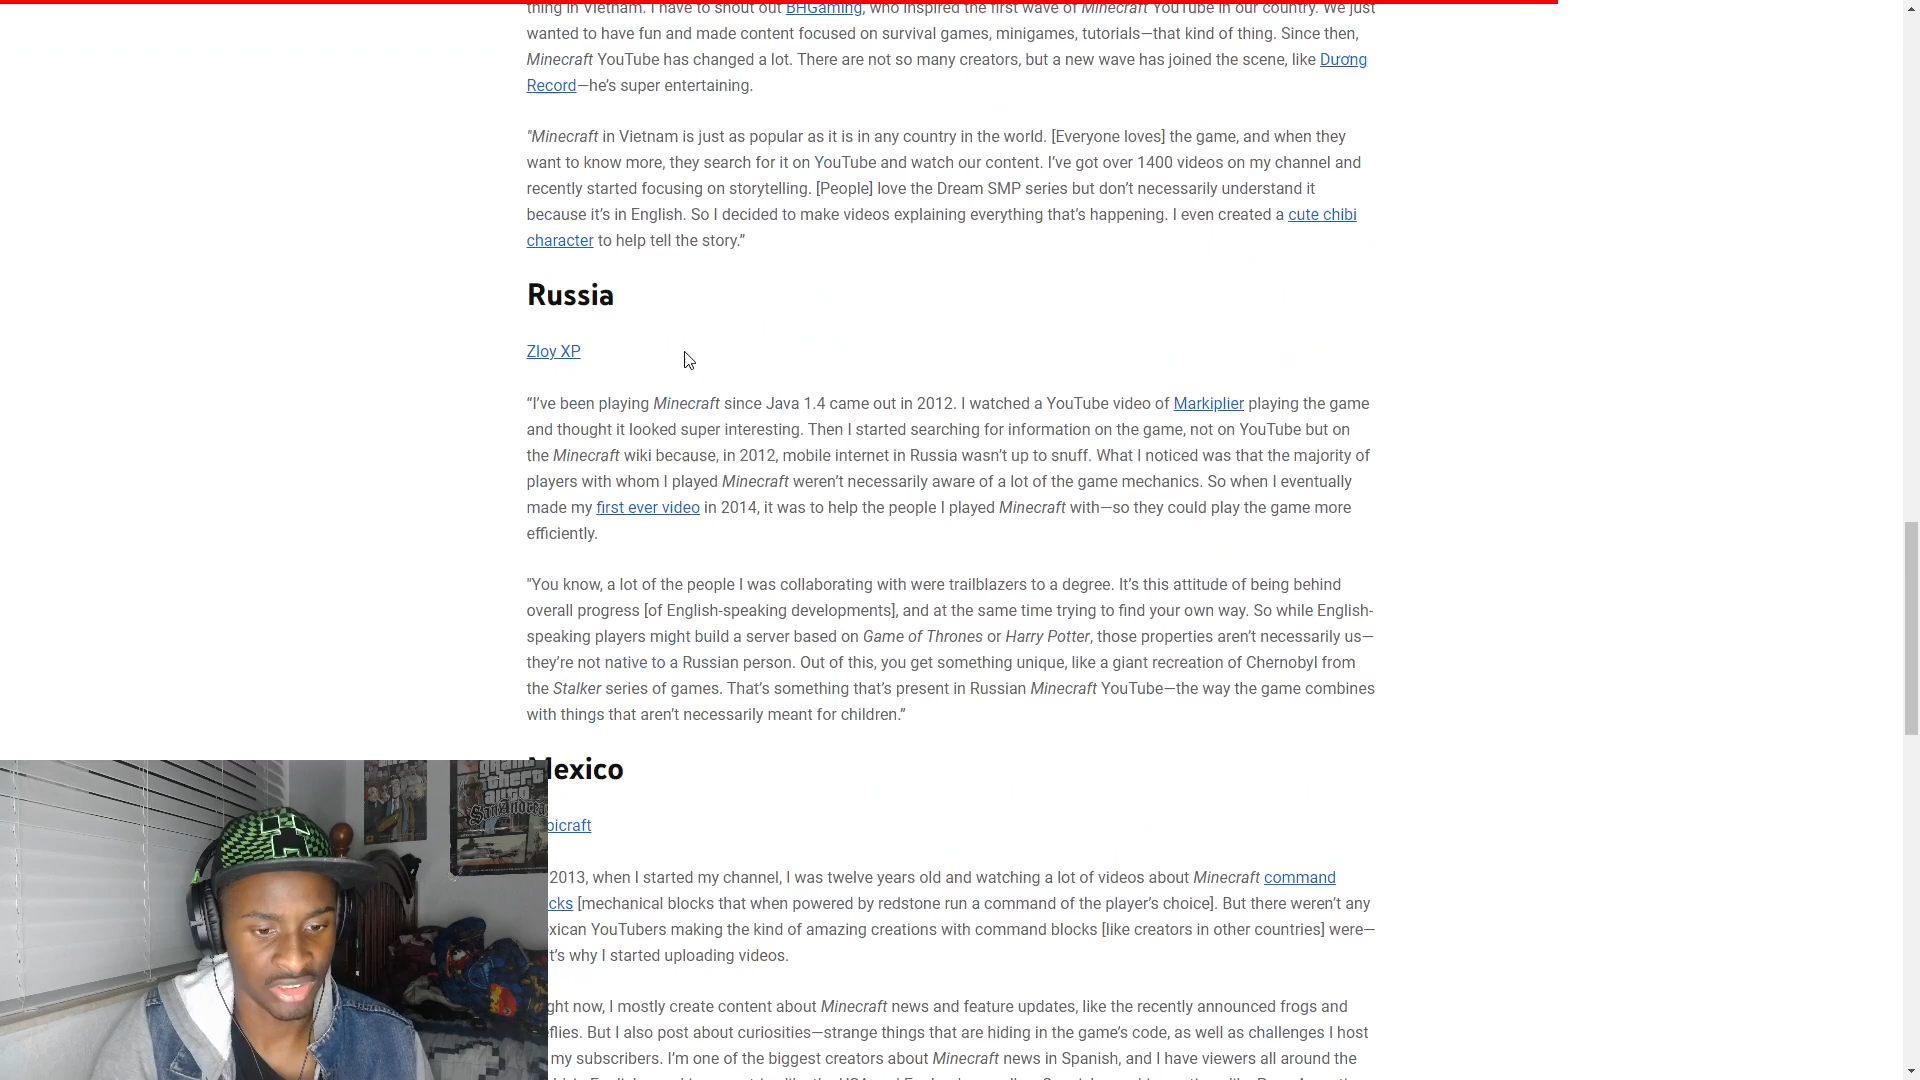 thing in Vietnam. I have to shout out BHGaming, who inspired the first wave of Minecraft YouTube in our country. We just
wanted to have fun and made content focused on survival games, minigames, tutorials—that kind of thing. Since then,
Minecraft YouTube has changed a lot. There are not so many creators, but a new wave has joined the scene, like Dương
Record—he’s super entertaining.
"Minecraft in Vietnam is just as popular as it is in any country in the world. [Everyone loves] the game, and when they
want to know more, they search for it on YouTube and watch our content. I’ve got over 1400 videos on my channel and
recently started focusing on storytelling. [People] love the Dream SMP series but don’t necessarily understand it
because it’s in English. So I decided to make videos explaining everything that’s happening. I even created a cute chibi
character to help tell the story.”
Russia
Zloy XP
“I’ve been playing Minecraft since Java 1.4 came out in 2012. I watched a YouTube video of Markiplier playing the game
and thought it looked super interesting. Then I started searching for information on the game, not on YouTube but on
the Minecraft wiki because, in 2012, mobile internet in Russia wasn’t up to snuff. What I noticed was that the majority of
players with whom I played Minecraft weren’t necessarily aware of a lot of the game mechanics. So when I eventually
made my first ever video in 2014, it was to help the people I played Minecraft with—so they could play the game more
efficiently.
"You know, a lot of the people I was collaborating with were trailblazers to a degree. It’s this attitude of being behind
overall progress [of English-speaking developments], and at the same time trying to find your own way. So while English-
speaking players might build a server based on Game of Thrones or Harry Potter, those properties aren’t necessarily us—
they’re not native to a Russian person. Out of this, you get something unique, like a giant recreation of Chernobyl from
the Stalker series of games. That’s something that’s present in Russian Minecraft YouTube—the way the game combines
with things that aren’t necessarily meant for children.”
Mexico
picraft
2013, when I started my channel, I was twelve years old and watching a lot of videos about Minecraft command
cks [mechanical blocks that when powered by redstone run a command of the player’s choice]. But there weren’t any
exican YouTubers making the kind of amazing creations with command blocks [like creators in other countries] were—
t’s why I started uploading videos.
ght now, I mostly create content about Minecraft news and feature updates, like the recently announced frogs and
flies. But I also post about curiosities—strange things that are hiding in the game’s code, as well as challenges I host
my subscribers. I’m one of the biggest creators about Minecraft news in Spanish, and I have viewers all around the
grand
theft
auto
SanAndreas